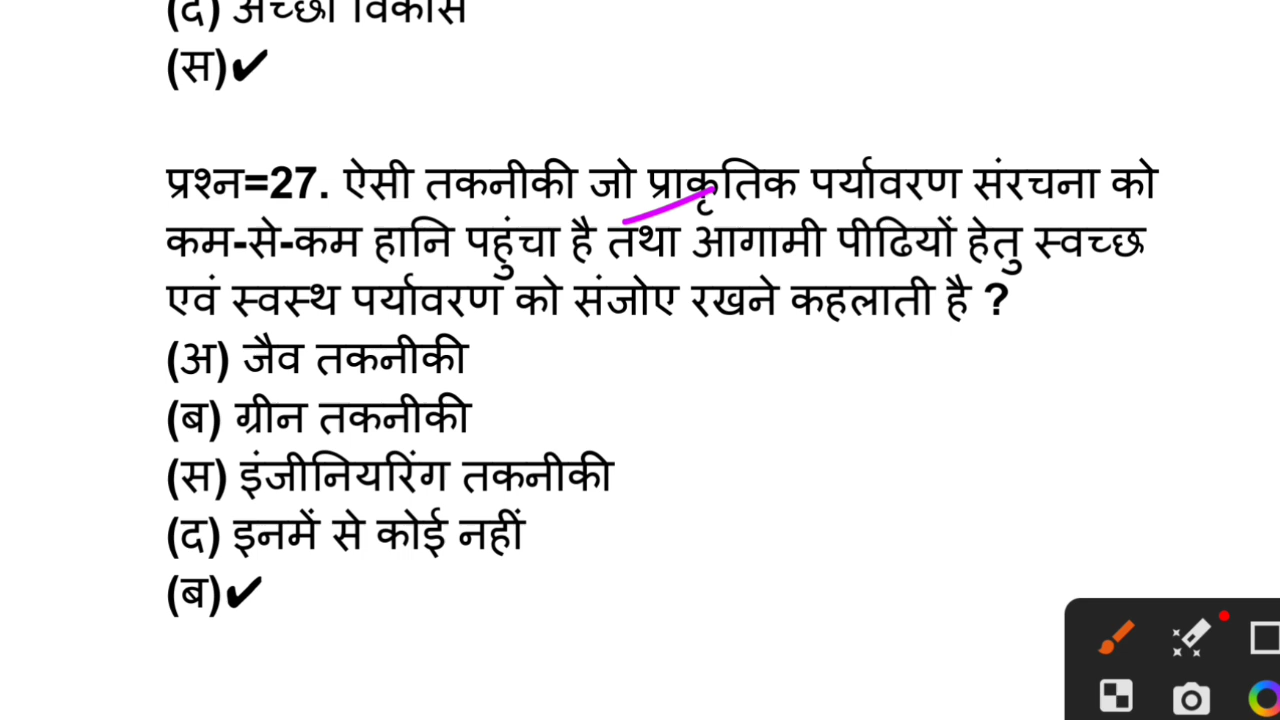 (द) अच्छा विकास
(स)✔
प्रश्न=27. ऐसी तकनीकी जो प्राकृतिक पर्यावरण संरचना को
कम-से-कम हानि पहुंचा है तथा आगामी पीढियों हेतु स्वच्छ
एवं स्वस्थ पर्यावरण को संजोए रखने कहलाती है ?
(अ) जैव तकनीकी
(ब) ग्रीन तकनीकी
(स) इंजीनियरिंग तकनीकी
(द) इनमें से कोई नहीं
(ब)✔